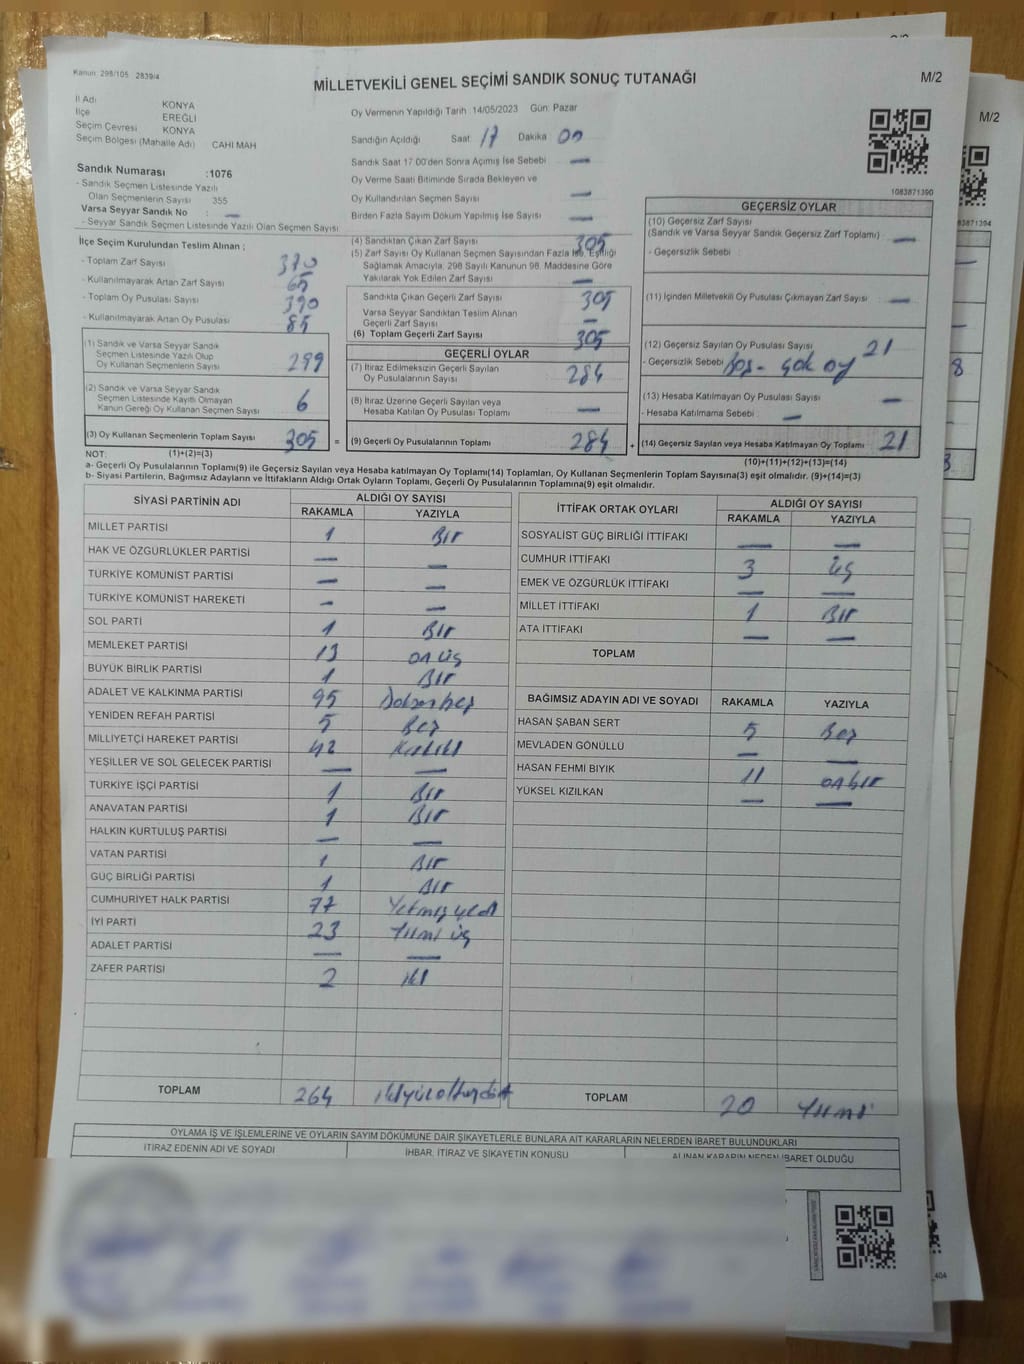 Kanun: 298/105 2839/4
MİLLETVEKİLİ GENEL SEÇİMİ SANDIK SONUÇ TUTANAĞI
M/2
M/2
İl Adı KONYA
İlçe EREĞLİ
Seçim Çevresi KONYA
Seçim Bölgesi (Mahalle Adı) CAHI MAH
Oy Vermenin Yapıldığı Tarih 14/05/2023 Gün: Pazar
Sandığın Açıldığı Saat 17 Dakika 00
Sandık Saat 17:00'den Sonra Açılmış İse Sebebi —
Oy Verme Saati Bitiminde Sırada Bekleyen ve
Oy Kullandırılan Seçmen Sayısı —
Birden Fazla Sayım Döküm Yapılmış İse Sayısı —
Sandık Numarası :1076
- Sandık Seçmen Listesinde Yazılı
Olan Seçmenlerin Sayısı 355
Varsa Seyyar Sandık No : —
- Seyyar Sandık Seçmen Listesinde Yazılı Olan Seçmen Sayısı
1083871390
İlçe Seçim Kurulundan Teslim Alınan ;
- Toplam Zarf Sayısı 370
- Kullanılmayarak Artan Zarf Sayısı 65
- Toplam Oy Pusulası Sayısı 390
- Kullanılmayarak Artan Oy Pusulası 85
(1) Sandık ve Varsa Seyyar Sandık
Seçmen Listesinde Yazılı Olup
Oy Kullanan Seçmenlerin Sayısı 299
(2) Sandık ve Varsa Seyyar Sandık
Seçmen Listesinde Kayıtlı Olmayan
Kanun Gereği Oy Kullanan Seçmen Sayısı 6
(3) Oy Kullanan Seçmenlerin Toplam Sayısı 305 =
(4) Sandıktan Çıkan Zarf Sayısı 305
(5) Zarf Sayısı Oy Kullanan Seçmen Sayısından Fazla İse, Eşitliği
Sağlamak Amacıyla, 298 Sayılı Kanunun 98. Maddesine Göre
Yakılarak Yok Edilen Zarf Sayısı —
Sandıkta Çıkan Geçerli Zarf Sayısı 305
Varsa Seyyar Sandıktan Teslim Alınan
Geçerli Zarf Sayısı —
(6) Toplam Geçerli Zarf Sayısı 305
GEÇERLİ OYLAR
(7) İtiraz Edilmeksizin Geçerli Sayılan
Oy Pusulalarının Sayısı 284
(8) İtiraz Üzerine Geçerli Sayılan veya
Hesaba Katılan Oy Pusulası Toplamı —
(9) Geçerli Oy Pusulalarının Toplamı 284 +
GEÇERSİZ OYLAR
(10) Geçersiz Zarf Sayısı
(Sandık ve Varsa Seyyar Sandık Geçersiz Zarf Toplamı) —
- Geçersizlik Sebebi :
(11) İçinden Milletvekili Oy Pusulası Çıkmayan Zarf Sayısı —
(12) Geçersiz Sayılan Oy Pusulası Sayısı 21
- Geçersizlik Sebebi Boş - Çok oy
(13) Hesaba Katılmayan Oy Pusulası Sayısı —
- Hesaba Katılmama Sebebi : —
(14) Geçersiz Sayılan veya Hesaba Katılmayan Oy Toplamı 21
NOT: (1)+(2)=(3)
(10)+(11)+(12)+(13)=(14)
a- Geçerli Oy Pusulalarının Toplamı(9) ile Geçersiz Sayılan veya Hesaba katılmayan Oy Toplamı(14) Toplamları, Oy Kullanan Seçmenlerin Toplam Sayısına(3) eşit olmalıdır. (9)+(14)=(3)
b- Siyasi Partilerin, Bağımsız Adayların ve İttifakların Aldığı Ortak Oyların Toplamı, Geçerli Oy Pusulalarının Toplamına(9) eşit olmalıdır.
SİYASİ PARTİNİN ADI ALDIĞI OY SAYISI
RAKAMLA YAZIYLA
MİLLET PARTİSİ 1 Bir
HAK VE ÖZGÜRLÜKLER PARTİSİ — —
TÜRKİYE KOMÜNİST PARTİSİ — —
TÜRKİYE KOMÜNİST HAREKETİ — —
SOL PARTİ 1 Bir
MEMLEKET PARTİSİ 13 on üç
BÜYÜK BİRLİK PARTİSİ 1 Bir
ADALET VE KALKINMA PARTİSİ 95 Doksanbeş
YENİDEN REFAH PARTİSİ 5 Beş
MİLLİYETÇİ HAREKET PARTİSİ 42 Kırkiki
YEŞİLLER VE SOL GELECEK PARTİSİ — —
TÜRKİYE İŞÇİ PARTİSİ 1 Bir
ANAVATAN PARTİSİ 1 Bir
HALKIN KURTULUŞ PARTİSİ — —
VATAN PARTİSİ 1 Bir
GÜÇ BİRLİĞİ PARTİSİ 1 Bir
CUMHURİYET HALK PARTİSİ 77 Yetmiş yedi
İYİ PARTİ 23 Yirmi üç
ADALET PARTİSİ — —
ZAFER PARTİSİ 2 iki
TOPLAM 264 ikiyüzaltmışdört
İTTİFAK ORTAK OYLARI ALDIĞI OY SAYISI
RAKAMLA YAZIYLA
SOSYALİST GÜÇ BİRLİĞİ İTTİFAKI — —
CUMHUR İTTİFAKI 3 üç
EMEK VE ÖZGÜRLÜK İTTİFAKI — —
MİLLET İTTİFAKI 1 Bir
ATA İTTİFAKI — —
TOPLAM
BAĞIMSIZ ADAYIN ADI VE SOYADI RAKAMLA YAZIYLA
HASAN ŞABAN SERT 5 Beş
MEVLADEN GÖNÜLLÜ — —
HASAN FEHMİ BIYIK 11 onbir
YÜKSEL KIZILKAN — —
TOPLAM 20 Yirmi
OYLAMA İŞ VE İŞLEMLERİNE VE OYLARIN SAYIM DÖKÜMÜNE DAİR ŞİKAYETLERLE BUNLARA AİT KARARLARIN NELERDEN İBARET BULUNDUKLARI
İTİRAZ EDENİN ADI VE SOYADI İHBAR, İTİRAZ VE ŞİKAYETİN KONUSU ALINAN KARARIN NEDEN İBARET OLDUĞU